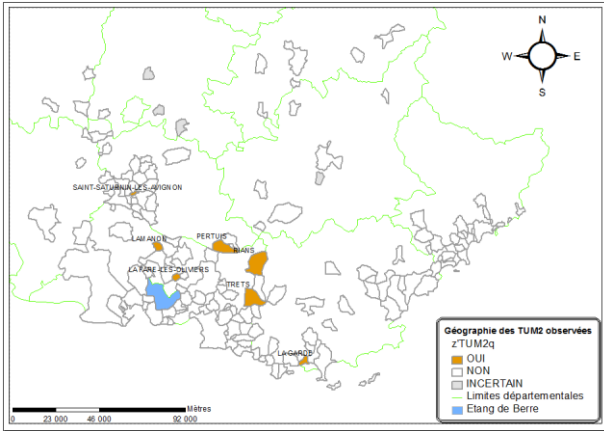 N
W E
S
SAINT-SATURNIN-LES-AVIGNON
LAMANON
PERTUIS
RIANS
LA FARE-LES-OLIVIERS
TRETS
LA GARDE
Géographie des TUM2 observées
z'TUM2q
OUI
NON
INCERTAIN
Limites départementales
Etang de Berre
Mètres
0 23 000 46 000 92 000